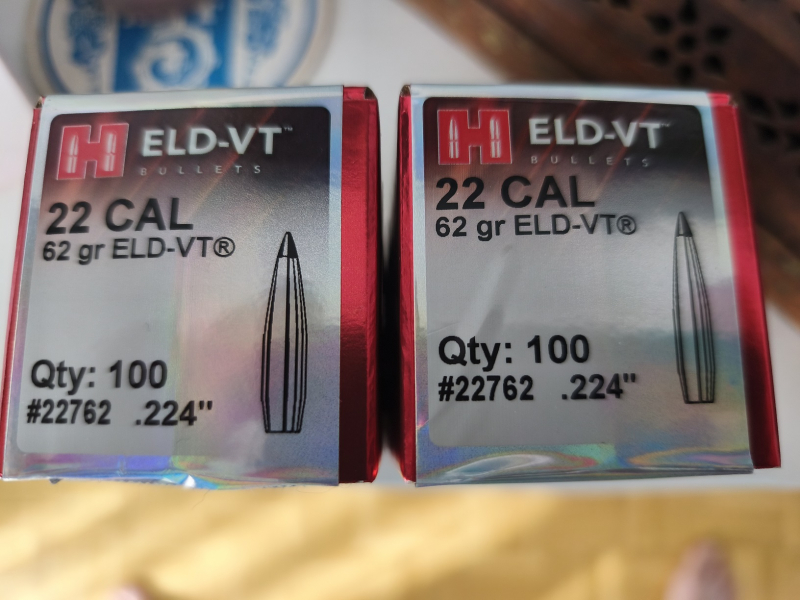 H ELD-VT™
BULLETS
22 CAL
62 gr ELD-VT®
Qty: 100
#22762 .224"
H ELD-VT™
BULLETS
22 CAL
62 gr ELD-VT®
Qty: 100
#22762 .224"